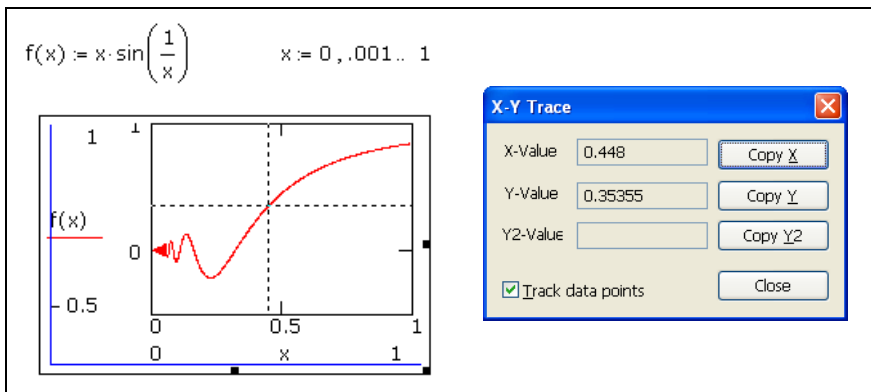 f(x) := x·sin(1/x)    x := 0 , .001 .. 1
1
1
f(x)
0
- 0.5
0    0.5    1
0    x    1
X-Y Trace
X-Value    0.448    Copy X
Y-Value    0.35355    Copy Y
Y2-Value    Copy Y2
Track data points    Close